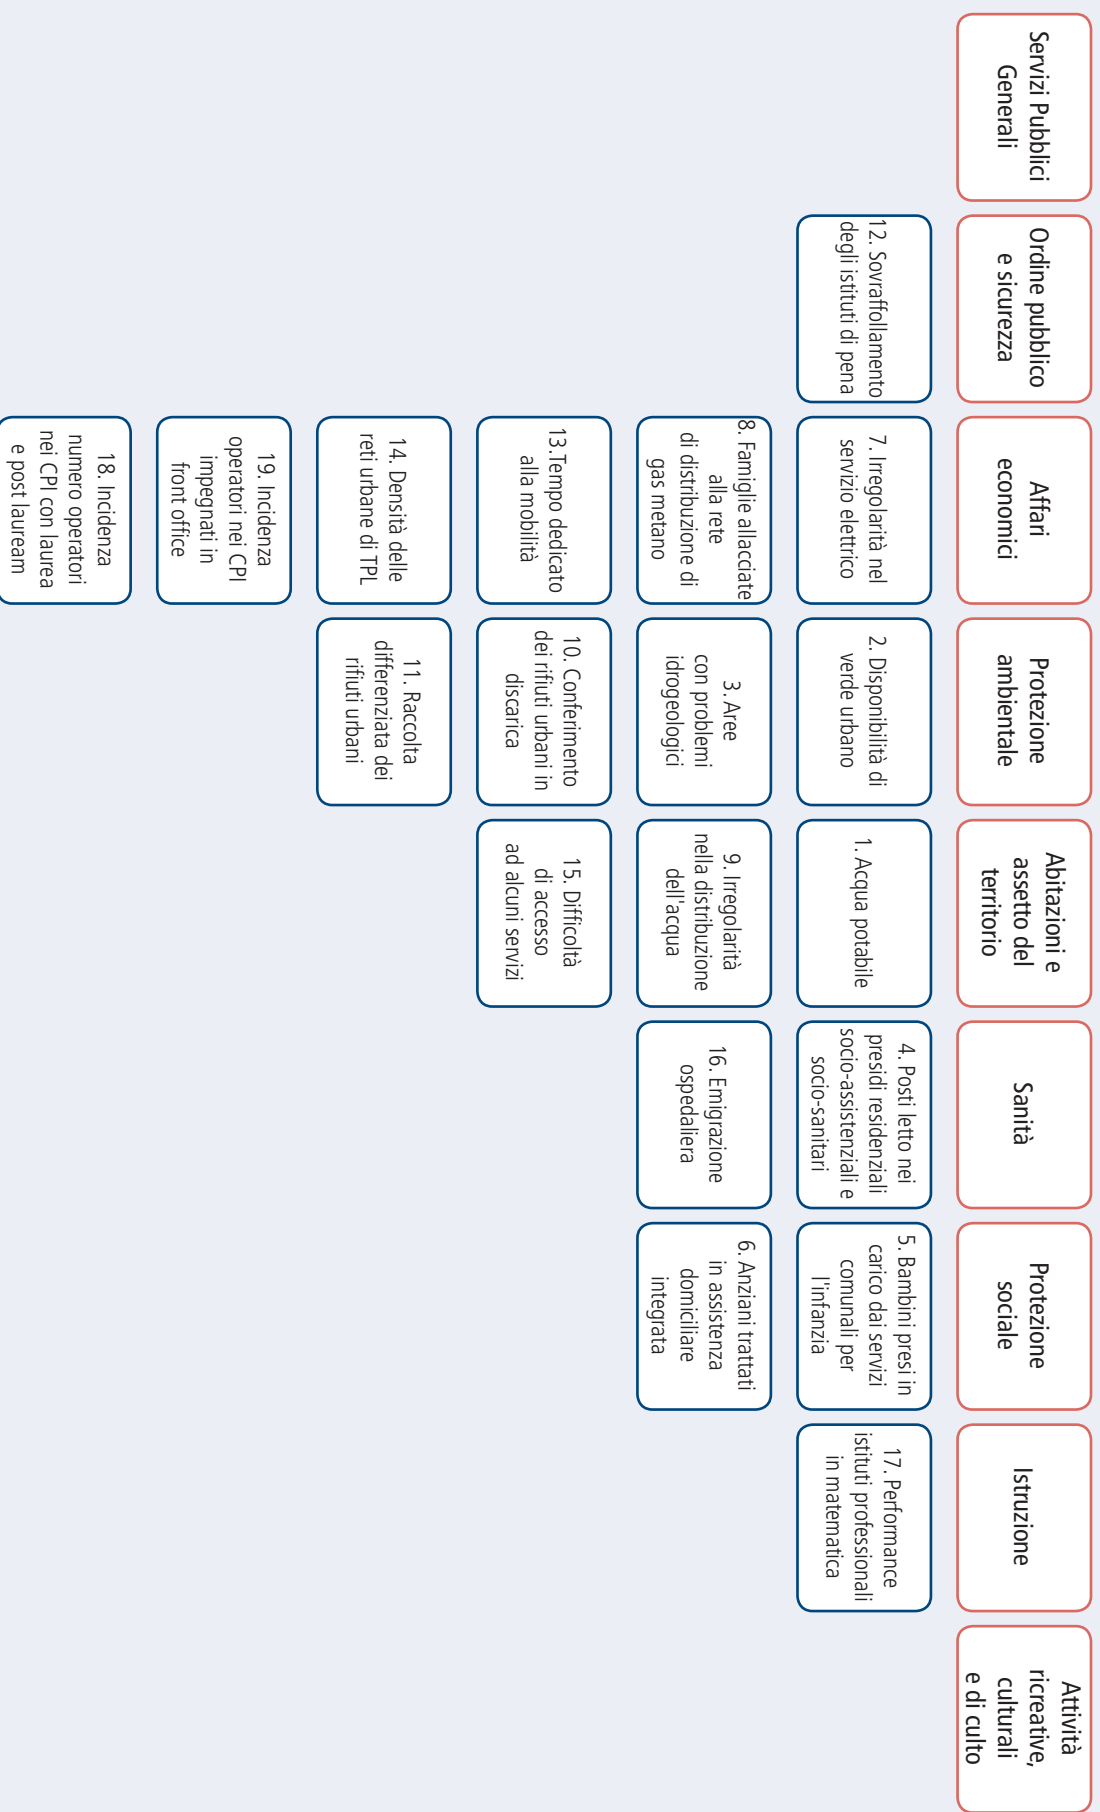 Servizi Pubblici
Generali
Ordine pubblico
e sicurezza
Affari
economici
Protezione
ambientale
Abitazioni e
assetto del
territorio
Sanità
Protezione
sociale
Istruzione
Attività
ricreative,
culturali
e di culto
12. Sovraffollamento
degli istituti di pena
7. Irregolarità nel
servizio elettrico
2. Disponibilità di
verde urbano
1. Acqua potabile
4. Posti letto nei
presidi residenziali
socio-assistenziali e
socio-sanitari
5. Bambini presi in
carico dai servizi
comunali per
l'infanzia
17. Performance
istituti professionali
in matematica
8. Famiglie allacciate
alla rete
di distribuzione di
gas metano
3. Aree
con problemi
idrogeologici
9. Irregolarità
nella distribuzione
dell'acqua
16. Emigrazione
ospedaliera
6. Anziani trattati
in assistenza
domiciliare
integrata
13.Tempo dedicato
alla mobilità
10. Conferimento
dei rifiuti urbani in
discarica
15. Difficoltà
di accesso
ad alcuni servizi
14. Densità delle
reti urbane di TPL
11. Raccolta
differenziata dei
rifiuti urbani
19. Incidenza
operatori nei CPI
impegnati in
front office
18. Incidenza
numero operatori
nei CPI con laurea
e post lauream